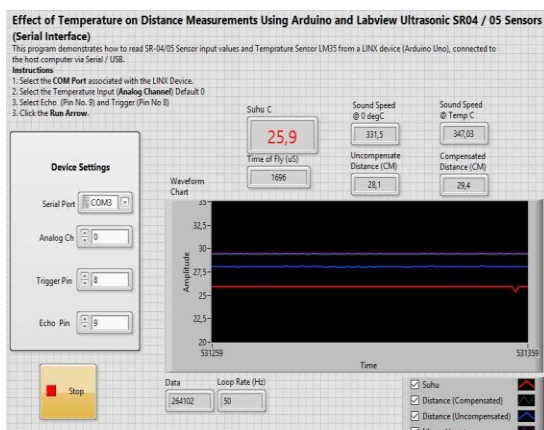 Effect of Temperature on Distance Measurements Using Arduino and Labview Ultrasonic SR04 / 05 Sensors
(Serial Interface)
This program demonstrates how to read SR-04/05 Sensor input values and Temprature Sensor LM35 from a LINX device (Arduino Uno), connected to
the host computer via Serial / USB.
Instructions
1. Select the COM Port associated with the LINX Device.
2. Select the Temperature Input (Analog Channel) Default 0
3. Select Echo (Pin No. 9) and Trigger (Pin No 8)
3. Click the Run Arrow.
Suhu C
25,9
Sound Speed
@ 0 degC
331,5
Sound Speed
@ Temp C
347,03
Time of Fly (uS)
1696
Uncompensate
Distance (CM)
28,1
Compensated
Distance (CM)
29,4
Device Settings
Serial Port COM3
Analog Ch 0
Trigger Pin 8
Echo Pin 9
Stop
Waveform
Chart
Amplitude
35
32,5
30
27,5
25
22,5
20
531259
531359
Time
Data
264102
Loop Rate (Hz)
50
Suhu
Distance (Compensated)
Distance (Uncompensated)